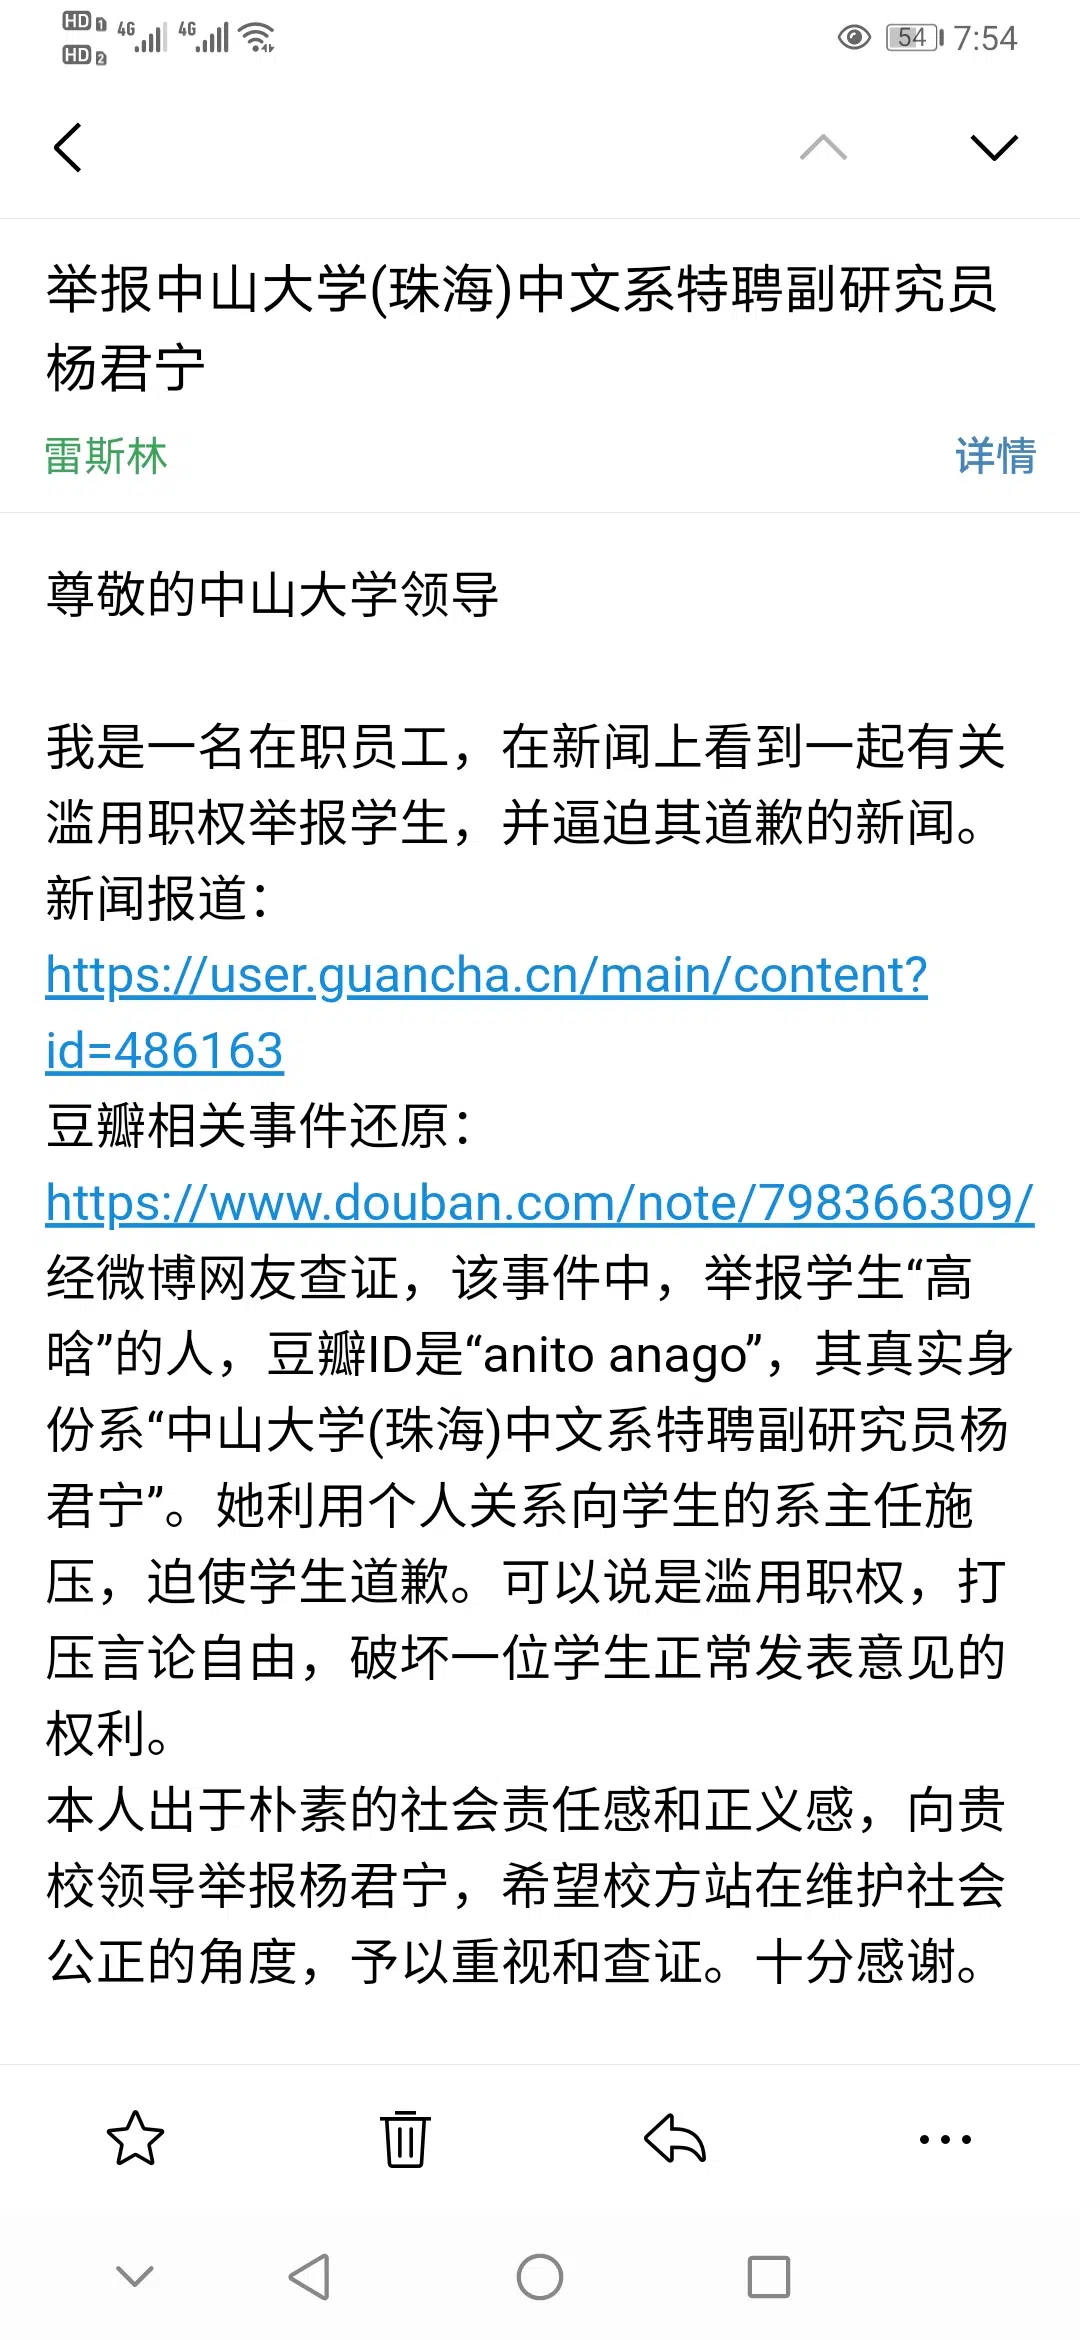 HD 1 4G 4G 54 7:54
HD 2
举报中山大学(珠海)中文系特聘副研究员
杨君宁
雷斯林 详情
尊敬的中山大学领导
我是一名在职员工，在新闻上看到一起有关
滥用职权举报学生，并逼迫其道歉的新闻。
新闻报道：
https://user.guancha.cn/main/content?
id=486163
豆瓣相关事件还原：
https://www.douban.com/note/798366309/
经微博网友查证，该事件中，举报学生“高
晗”的人，豆瓣ID是“anito anago”，其真实身
份系“中山大学(珠海)中文系特聘副研究员杨
君宁”。她利用个人关系向学生的系主任施
压，迫使学生道歉。可以说是滥用职权，打
压言论自由，破坏一位学生正常发表意见的
权利。
本人出于朴素的社会责任感和正义感，向贵
校领导举报杨君宁，希望校方站在维护社会
公正的角度，予以重视和查证。十分感谢。